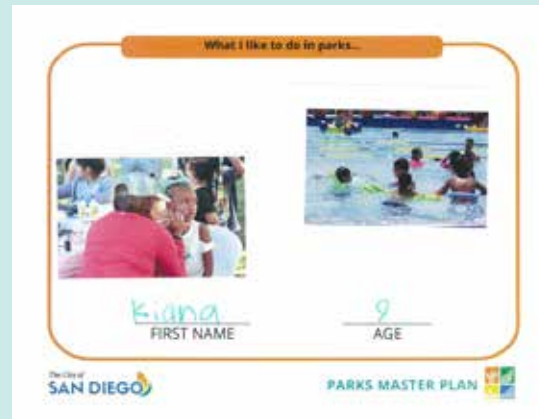 What I like to do in parks...
Kiana
FIRST NAME
9
AGE
The City of
SAN DIEGO
PARKS MASTER PLAN